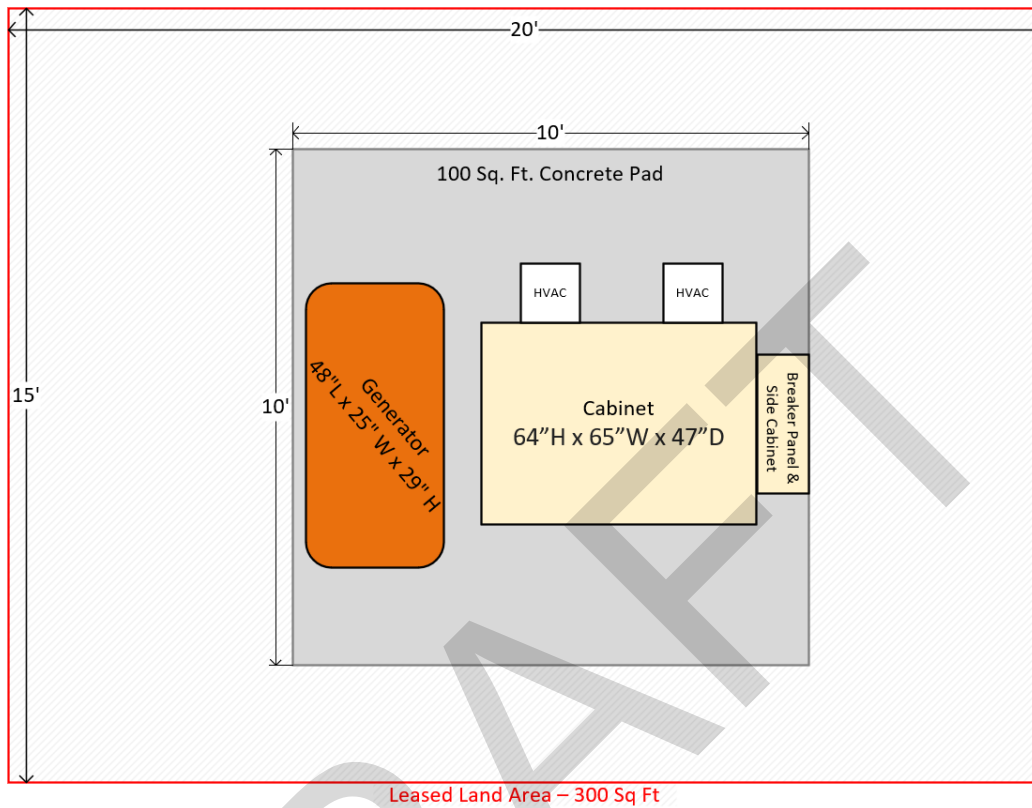 20'
10'
100 Sq. Ft. Concrete Pad
HVAC
HVAC
15'
10'
Generator
48"L x 25" W x 29" H
Cabinet
64”H x 65”W x 47”D
Breaker Panel &
Side Cabinet
DRAFT
Leased Land Area – 300 Sq Ft